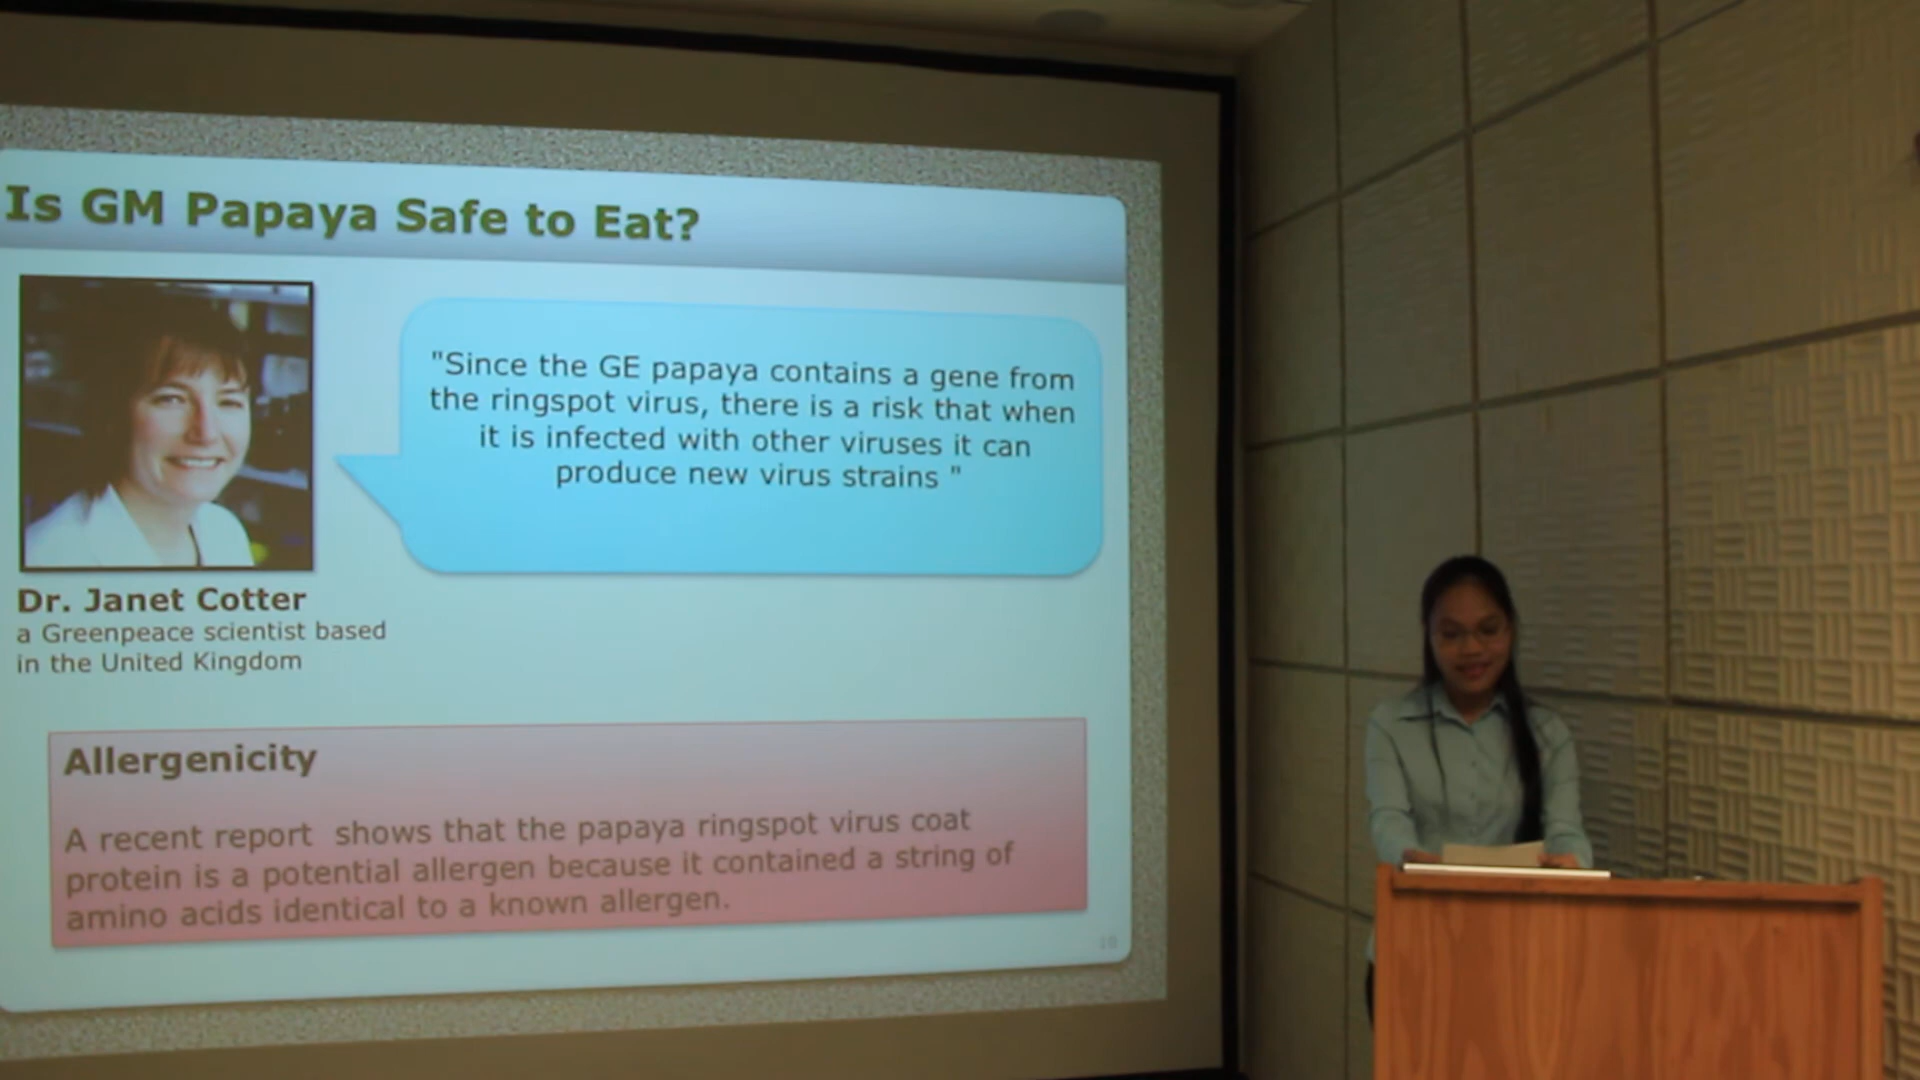 Is GM Papaya Safe to Eat?
"Since the GE papaya contains a gene from
the ringspot virus, there is a risk that when
it is infected with other viruses it can
produce new virus strains "
Dr. Janet Cotter
a Greenpeace scientist based
in the United Kingdom
Allergenicity
A recent report shows that the papaya ringspot virus coat
protein is a potential allergen because it contained a string of
amino acids identical to a known allergen.